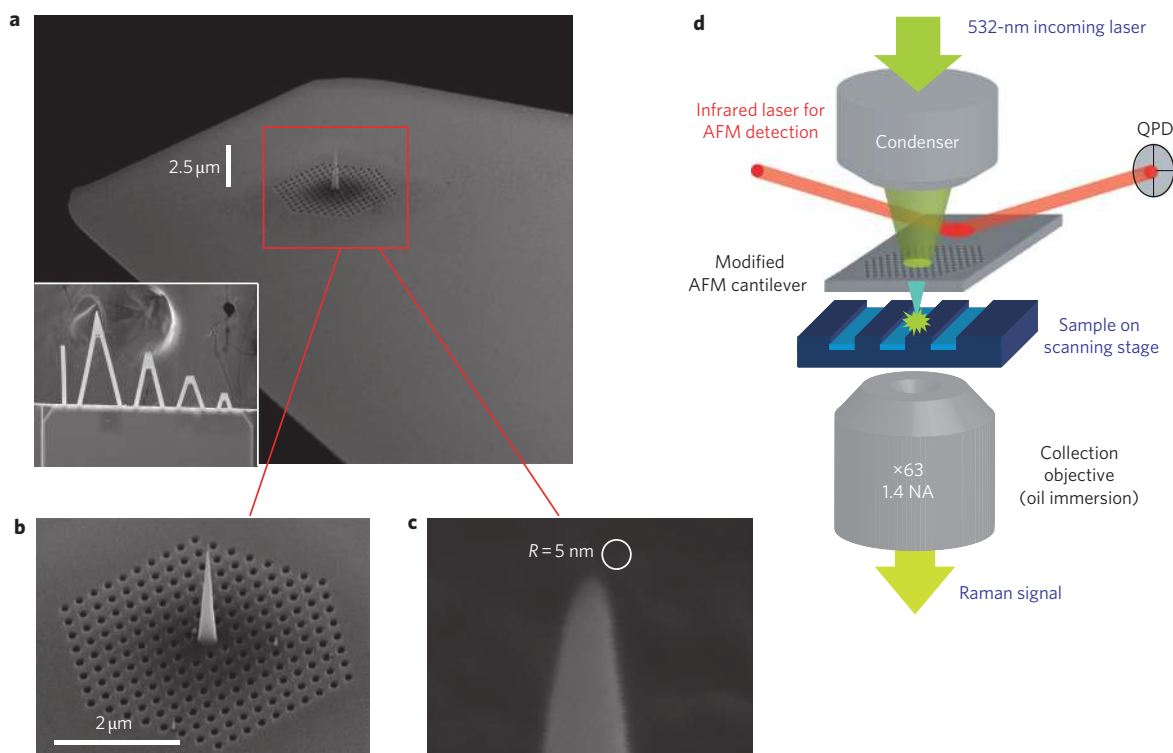 a
2.5 μm
b
2 μm
c
R = 5 nm
d
532-nm incoming laser
Infrared laser for
AFM detection
Condenser
QPD
Modified
AFM cantilever
Sample on
scanning stage
×63
1.4 NA
Collection
objective
(oil immersion)
Raman signal